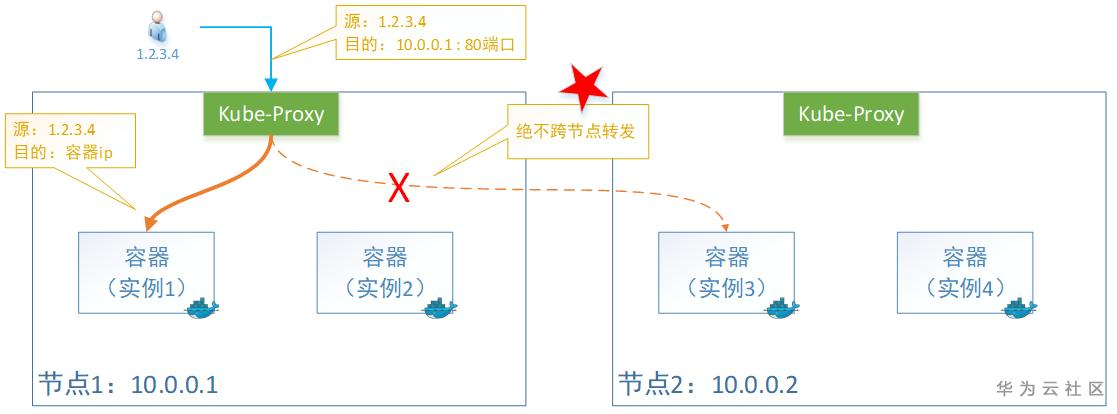 1.2.3.4
源：1.2.3.4
目的：10.0.0.1 : 80端口
Kube-Proxy
源：1.2.3.4
目的：容器ip
绝不跨节点转发
X
Kube-Proxy
容器
（实例1）
容器
（实例2）
容器
（实例3）
容器
（实例4）
节点1：10.0.0.1
节点2：10.0.0.2
华为云社区